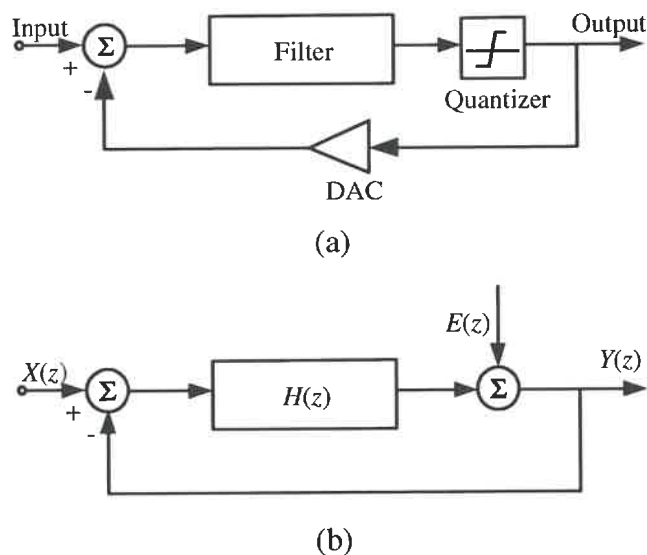 Input
Σ
Filter
Output
+
-
Quantizer
DAC
(a)
E(z)
X(z)
Σ
H(z)
Σ
Y(z)
+
-
(b)